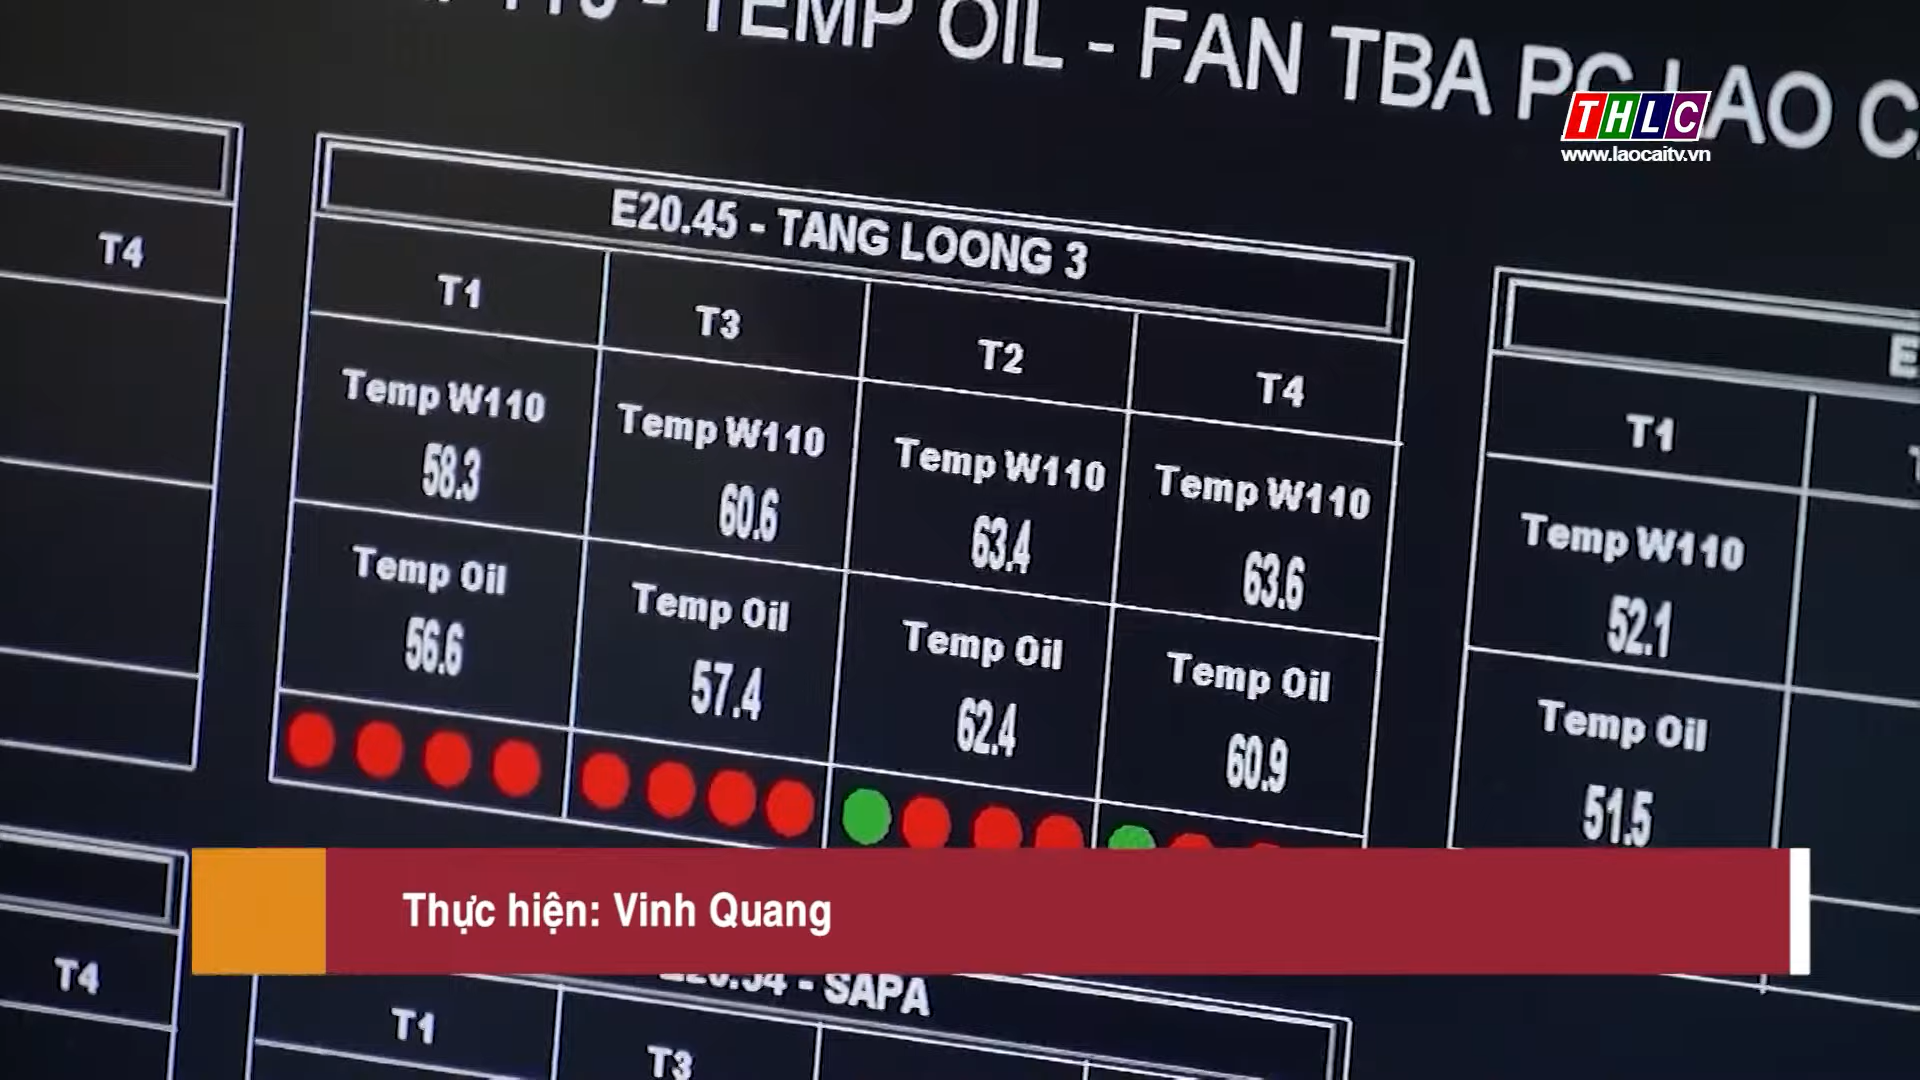 - TEMP OIL - FAN TBA PC LAO
THLC
www.laocaitv.vn
E20.45 - TANG LOONG 3
T4
T1
T3
T2
T4
T1
Temp W110
58.3
Temp W110
60.6
Temp W110
63.4
Temp W110
63.6
Temp W110
52.1
Temp Oil
56.6
Temp Oil
57.4
Temp Oil
62.4
Temp Oil
60.9
Temp Oil
51.5
Thực hiện: Vinh Quang
- SAPA
T4
T1
T3